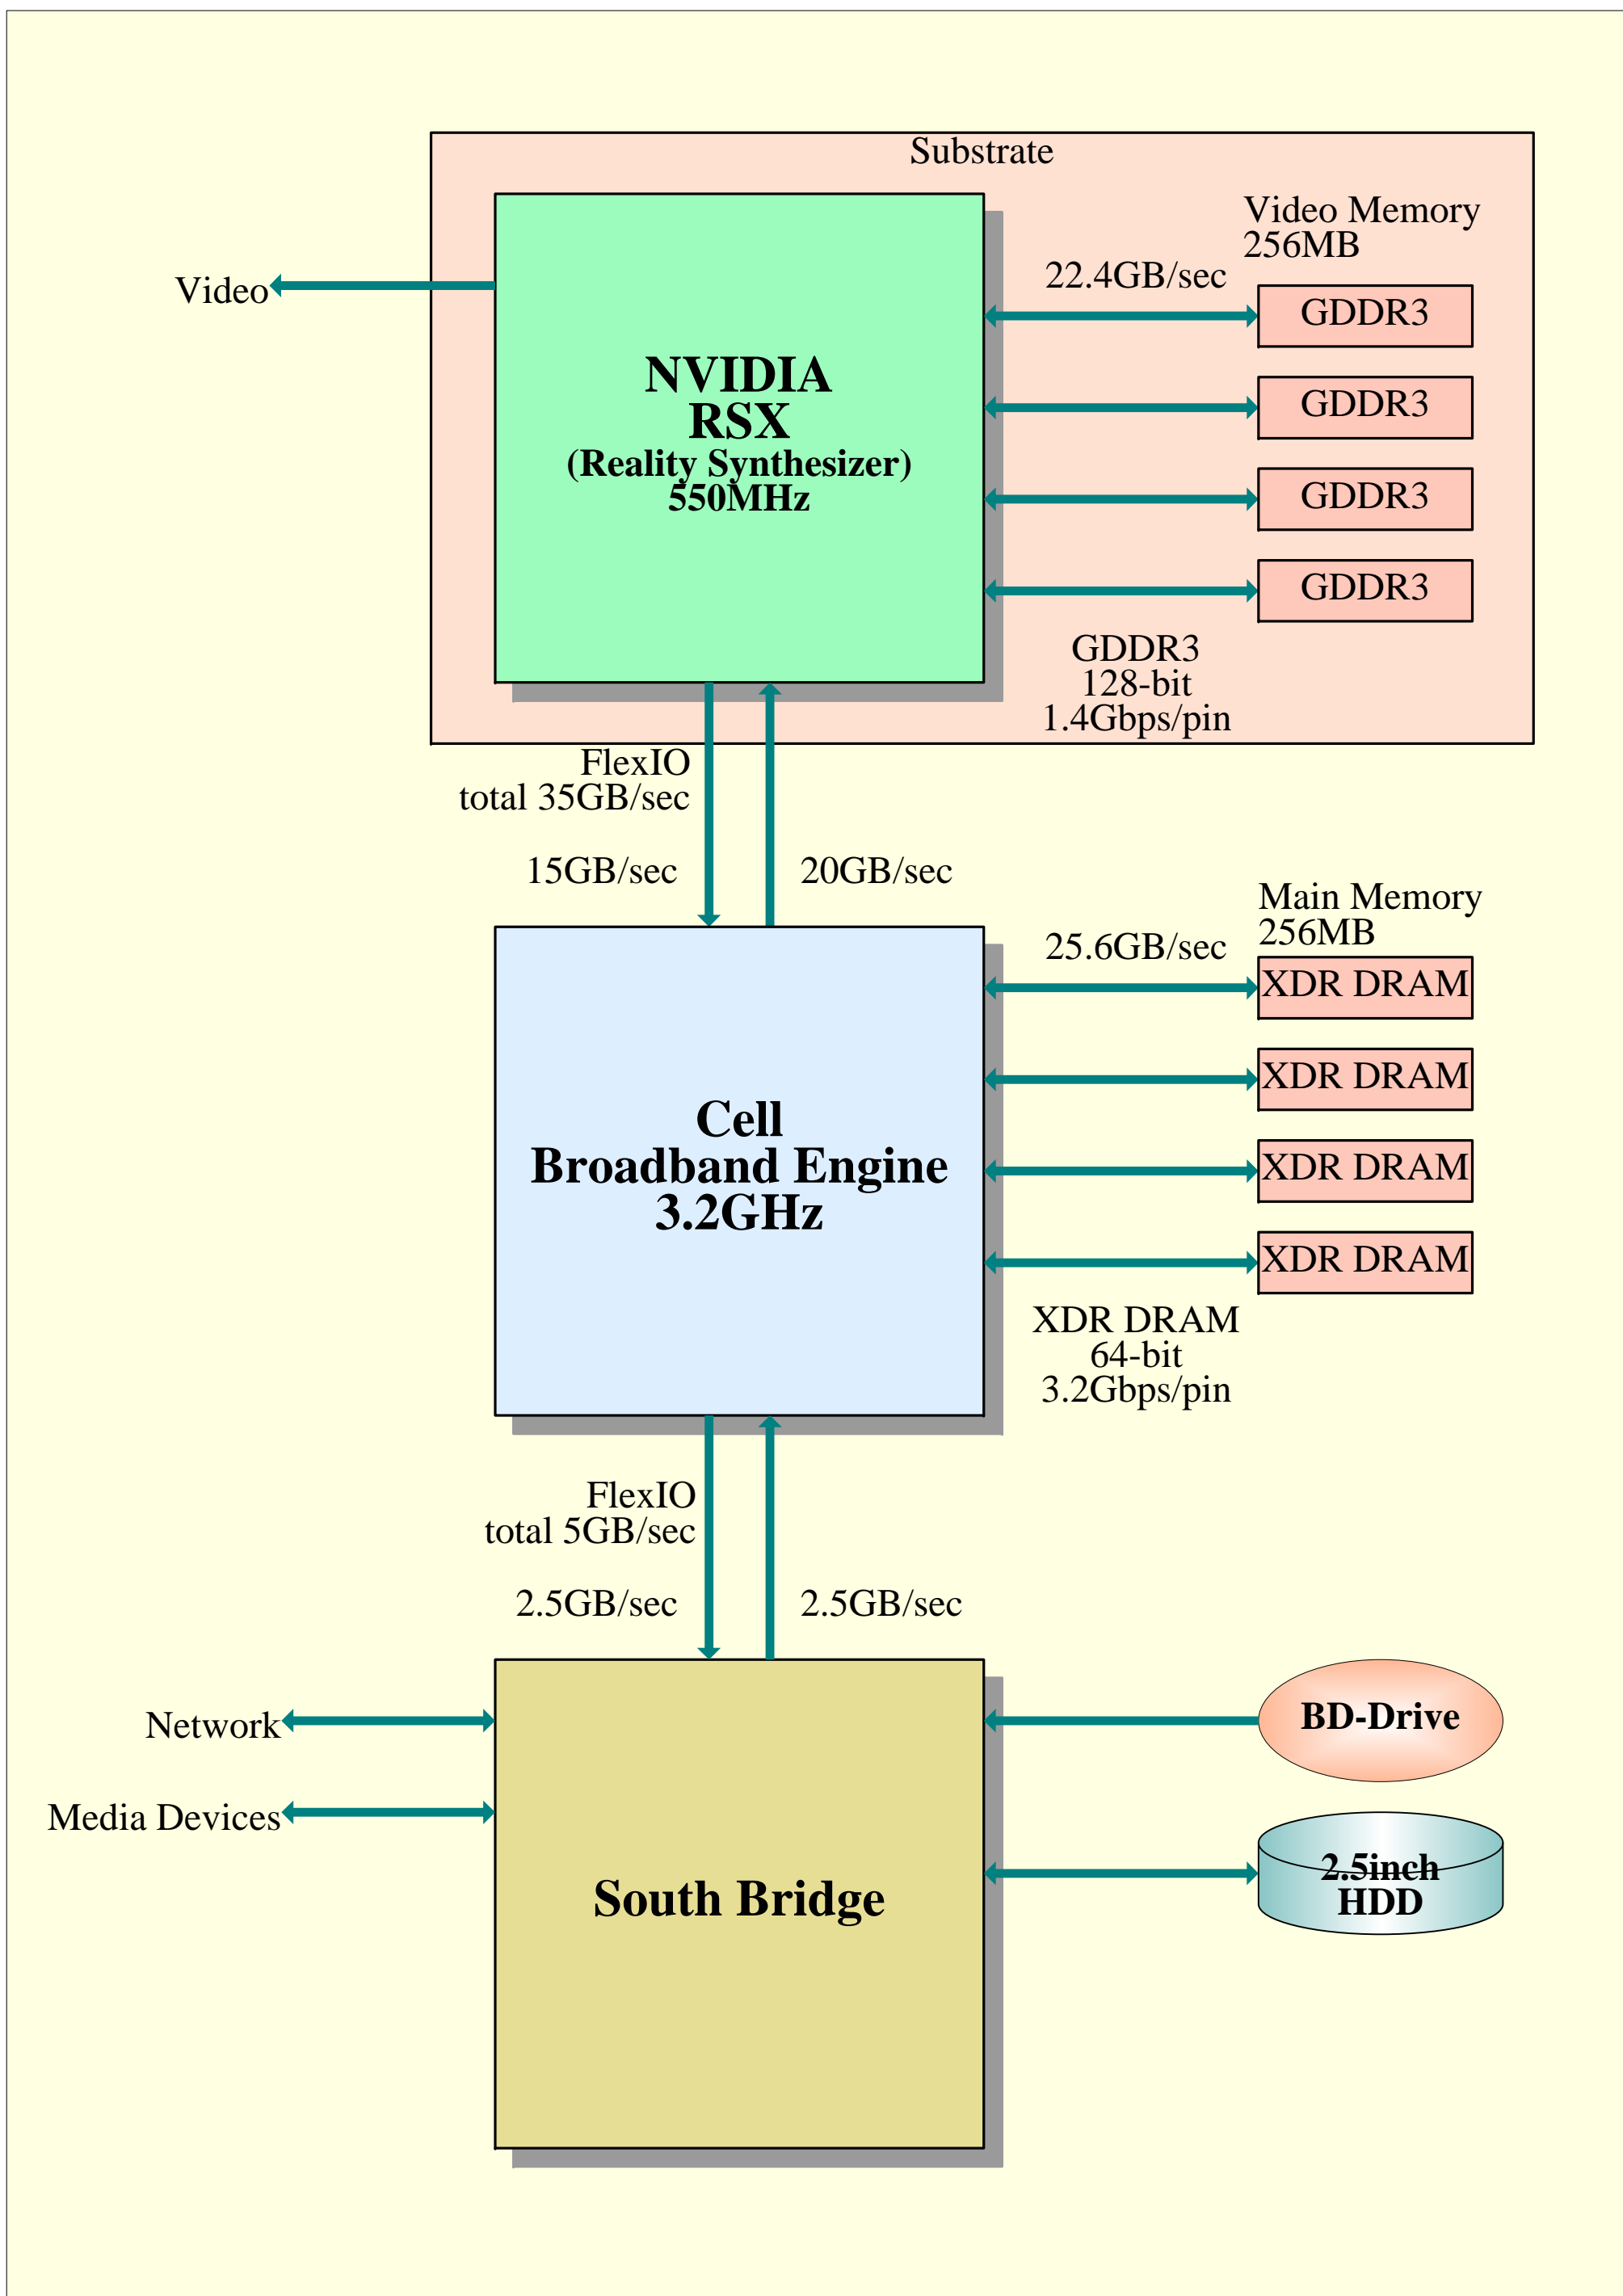 Substrate
Video Memory
256MB
22.4GB/sec
Video
GDDR3
GDDR3
GDDR3
GDDR3
NVIDIA
RSX
(Reality Synthesizer)
550MHz
GDDR3
128-bit
1.4Gbps/pin
FlexIO
total 35GB/sec
15GB/sec
20GB/sec
Main Memory
256MB
25.6GB/sec
XDR DRAM
XDR DRAM
XDR DRAM
XDR DRAM
Cell
Broadband Engine
3.2GHz
XDR DRAM
64-bit
3.2Gbps/pin
FlexIO
total 5GB/sec
2.5GB/sec
2.5GB/sec
Network
Media Devices
South Bridge
BD-Drive
2.5inch
HDD